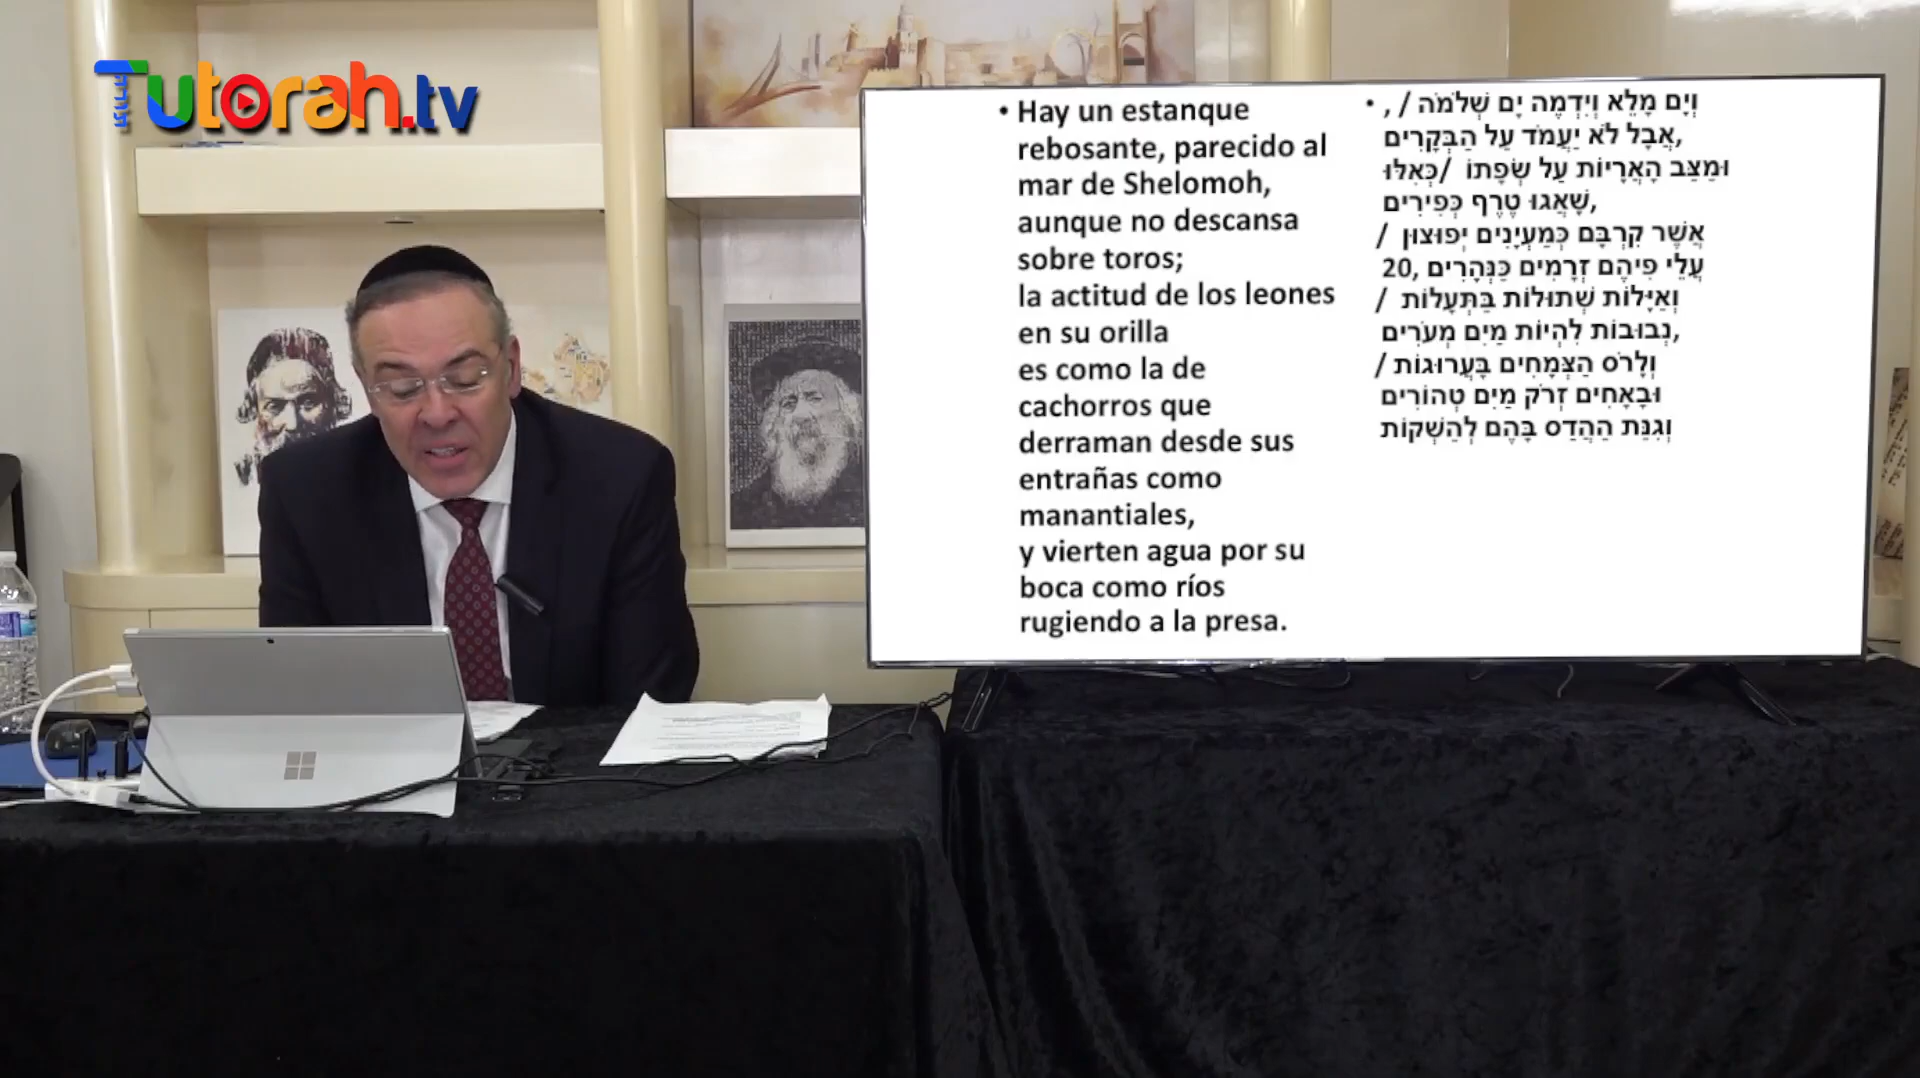 Tutorah.tv
• Hay un estanque
rebosante, parecido al
mar de Shelomoh,
aunque no descansa
sobre toros;
la actitud de los leones
en su orilla
es como la de
cachorros que
derraman desde sus
entrañas como
manantiales,
y vierten agua por su
boca como ríos
rugiendo a la presa.
• וְיָם מָלֵא וְיִדְמֶה יָם שְׁלֹמֹה / ,
אֲבָל לֹא יַעֲמֹד עַל הַבְּקָרִים,
וּמַצַּב הָאֲרָיוֹת עַל שְׂפָתוֹ /כְּאִלּוּ
שָׁאֲגוּ טֶרֶף כְּפִירִים,
אֲשֶׁר קִרְבָּם כְּמַעְיָנִים יְפוּצוּן /
עֲלֵי פִיהֶם זְרָמִים כַּנְּהָרִים, 20
וְאַיָּלוֹת שְׁתוּלוֹת בַּתְּעָלוֹת /
נְבוּבוֹת לִהְיוֹת מַיִם מְעֹרִים,
וְלָרֹס הַצְּמָחִים בָּעֲרוּגוֹת /
וּבָאָחִים זְרֹק מַיִם טְהוֹרִים
וְגִנַּת הַהֲדַס בָּהֶם לְהַשְׁקוֹת